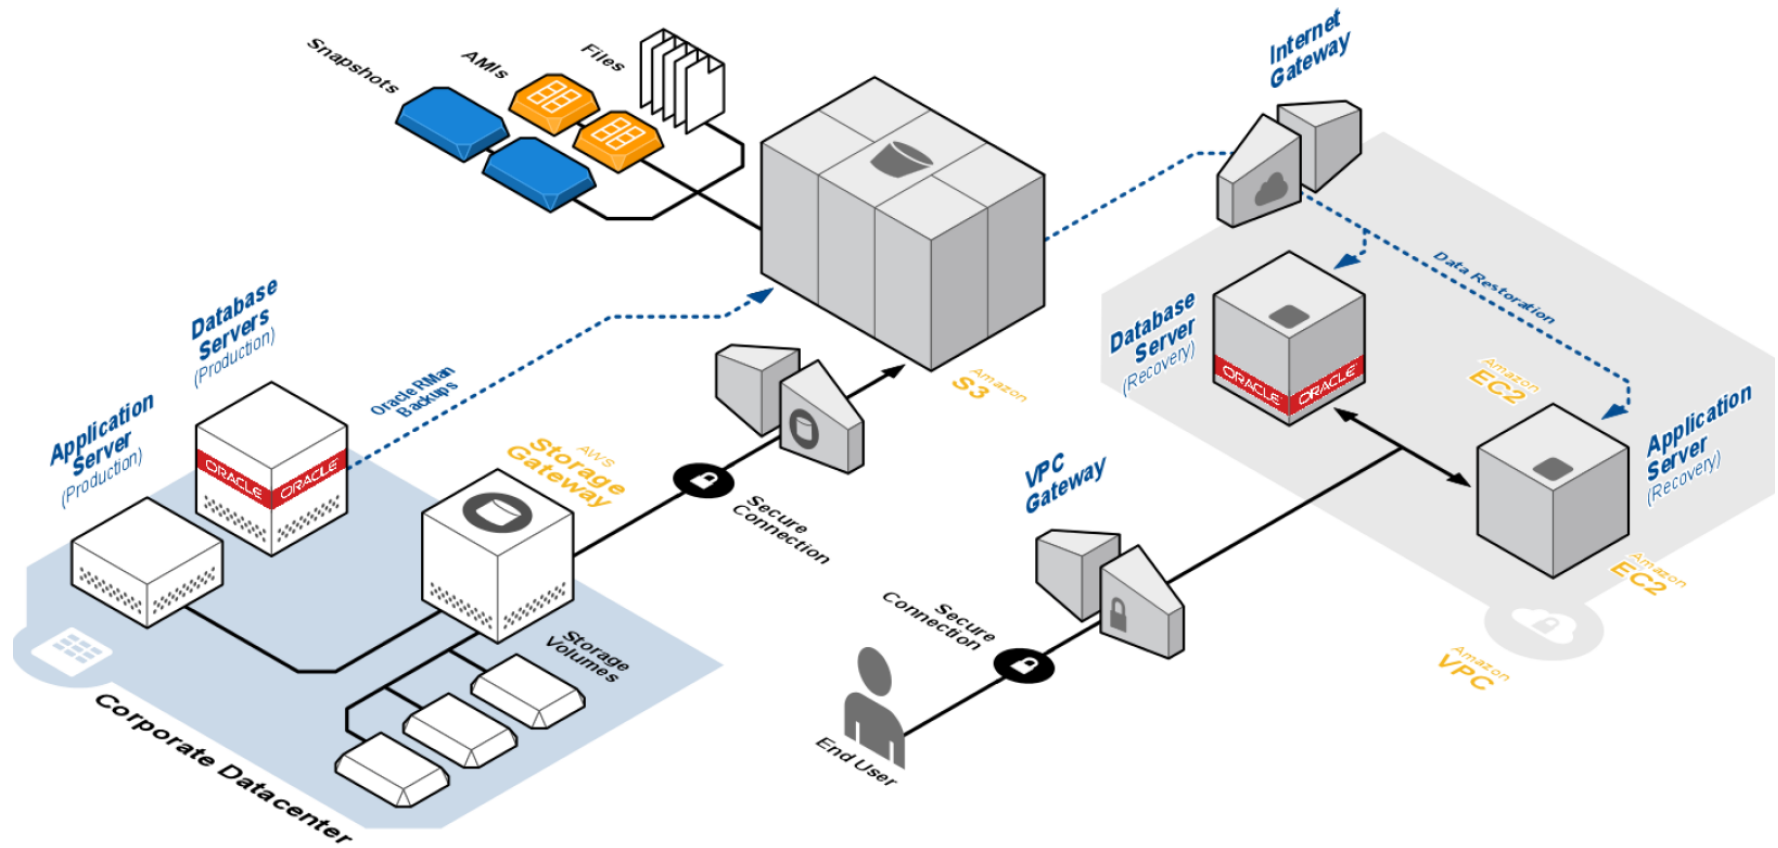 Snapshots
AMIs
Files
Internet
Gateway
Database
Servers
(Production)
Oracle RMan
Backups
Application
Server
(Production)
ORACLE
ORACLE
AWS
Storage
Gateway
Amazon
S3
Secure
Connection
Storage
Volumes
Corporate Datacenter
Data Restoration
Database
Server
(Recovery)
ORACLE
ORACLE
Amazon
EC2
Application
Server
(Recovery)
Amazon
EC2
VPC
Gateway
Secure
Connection
End User
Amazon
VPC